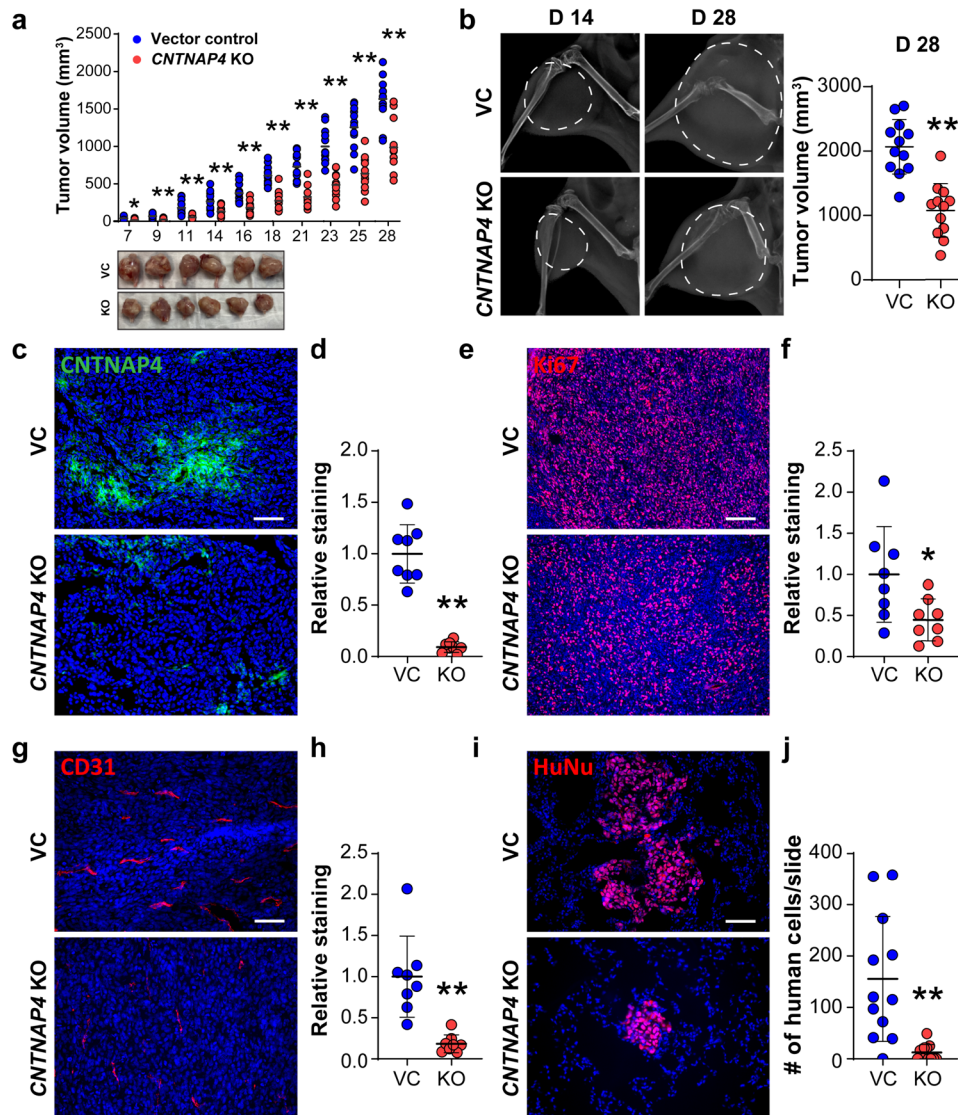 a
Tumor volume (mm³)
2500
2000
1500
1000
500
0
Vector control
CNTNAP4 KO
*
**
**
**
**
**
**
**
**
**
7 9 11 14 16 18 21 23 25 28
VC
KO
b
D 14
D 28
VC
CNTNAP4 KO
D 28
Tumor volume (mm³)
3000
2000
1000
0
**
VC KO
c
CNTNAP4
VC
CNTNAP4 KO
d
Relative staining
2.0
1.5
1.0
0.5
0.0
**
VC KO
e
Ki67
VC
CNTNAP4 KO
f
Relative staining
2.5
2.0
1.5
1.0
0.5
0.0
*
VC KO
g
CD31
VC
CNTNAP4 KO
h
Relative staining
2.5
2.0
1.5
1.0
0.5
0.0
**
VC KO
i
HuNu
VC
CNTNAP4 KO
j
# of human cells/slide
400
300
200
100
0
**
VC KO